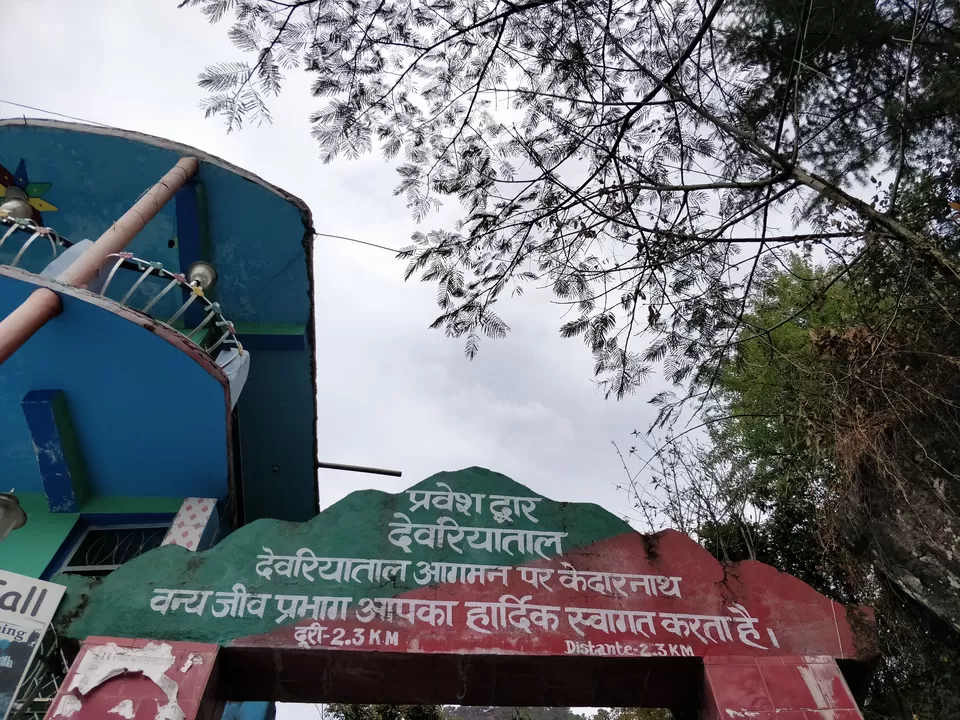 प्रवेश द्वार
देवरियाताल
देवरियाताल आगमन पर केदारनाथ
वन्य जीव प्रभाग आपका हार्दिक स्वागत करता है।
दूरी-2.3 KM
Distante-2.3 KM